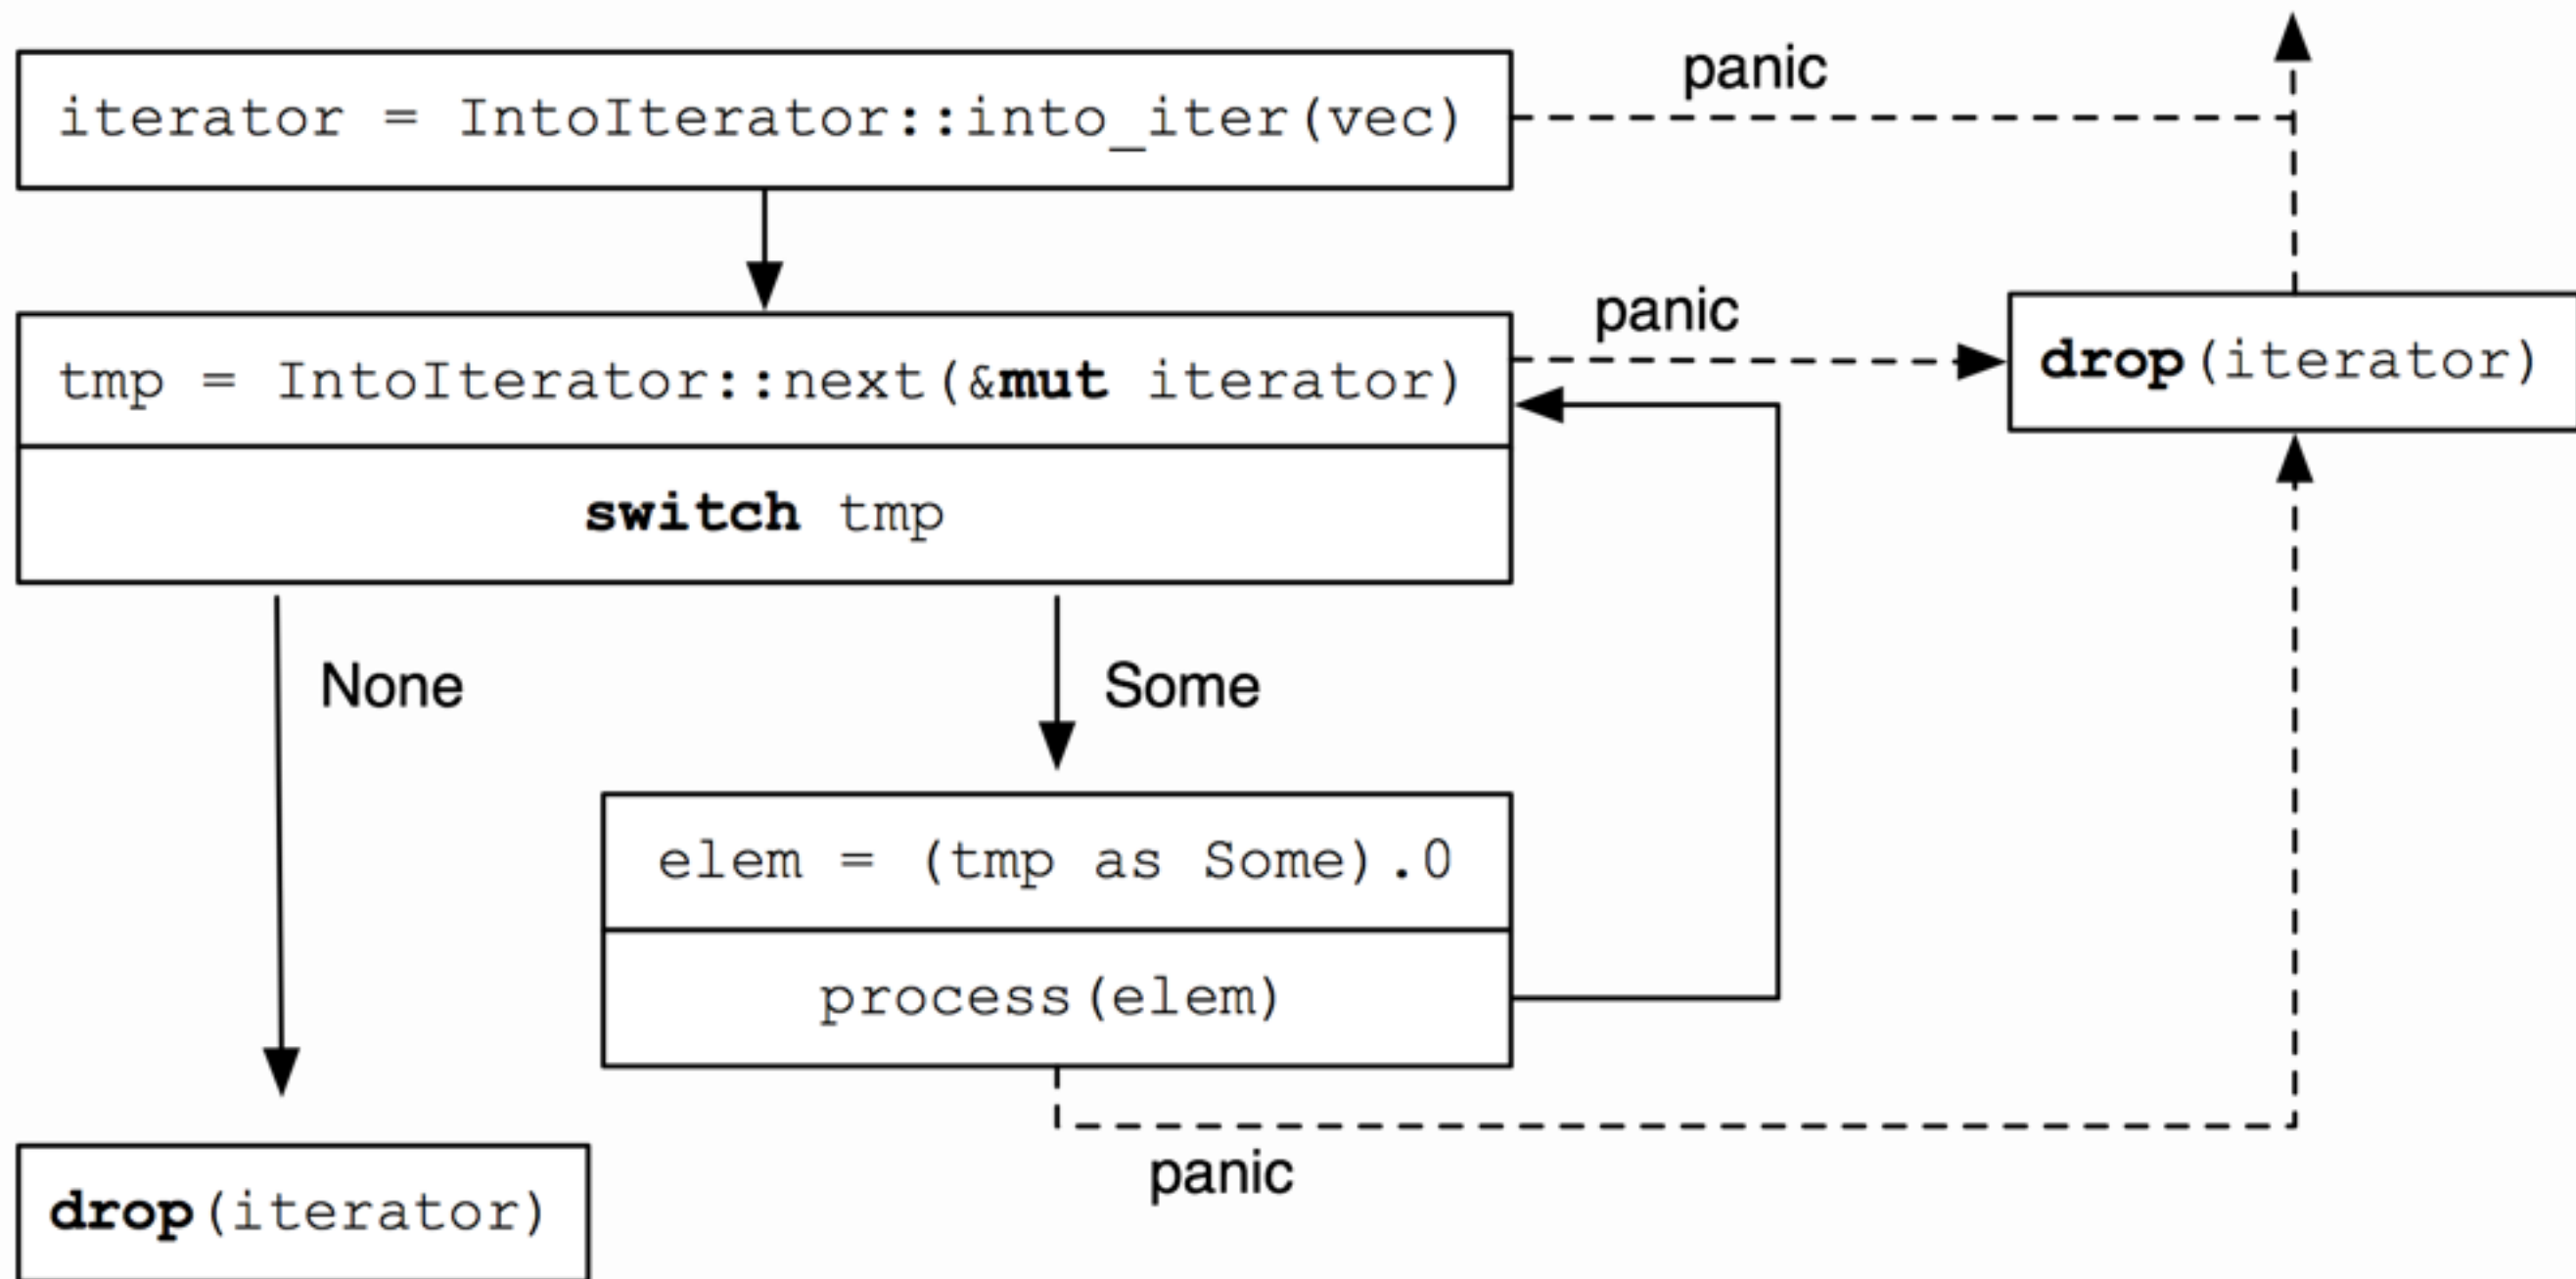 iterator = IntoIterator::into_iter(vec)
panic
tmp = IntoIterator::next(&mut iterator)
panic
drop(iterator)
switch tmp
None
Some
elem = (tmp as Some).0
process(elem)
panic
drop(iterator)